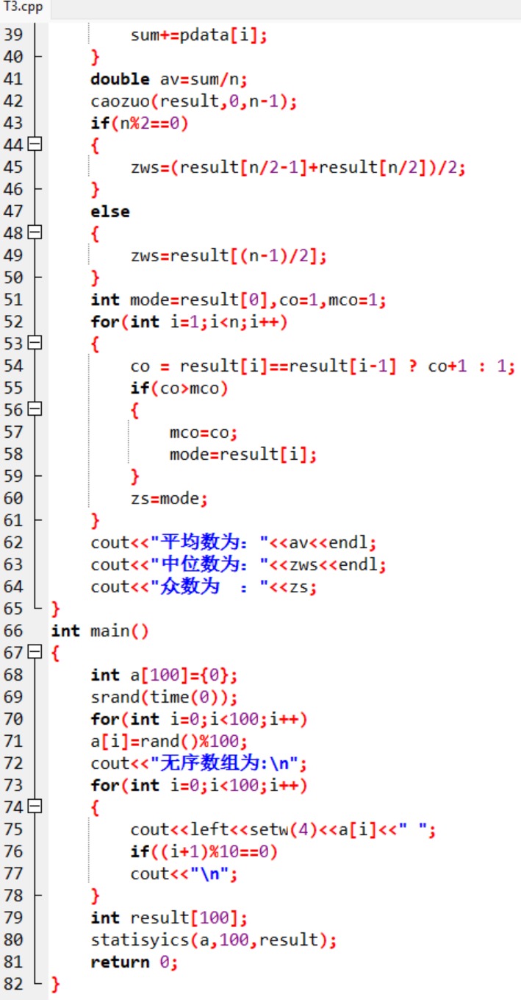 T3.cpp
39 sum+=pdata[i];
40 }
41 double av=sum/n;
42 caozuo(result,0,n-1);
43 if(n%2==0)
44 {
45 zws=(result[n/2-1]+result[n/2])/2;
46 }
47 else
48 {
49 zws=result[(n-1)/2];
50 }
51 int mode=result[0],co=1,mco=1;
52 for(int i=1;i<n;i++)
53 {
54 co = result[i]==result[i-1] ? co+1 : 1;
55 if(co>mco)
56 {
57 mco=co;
58 mode=result[i];
59 }
60 zs=mode;
61 }
62 cout<<"平均数为: "<<av<<endl;
63 cout<<"中位数为: "<<zws<<endl;
64 cout<<"众数为  : "<<zs;
65 }
66 int main()
67 {
68 int a[100]={0};
69 srand(time(0));
70 for(int i=0;i<100;i++)
71 a[i]=rand()%100;
72 cout<<"无序数组为:\n";
73 for(int i=0;i<100;i++)
74 {
75 cout<<left<<setw(4)<<a[i]<<" ";
76 if((i+1)%10==0)
77 cout<<"\n";
78 }
79 int result[100];
80 statisyics(a,100,result);
81 return 0;
82 }